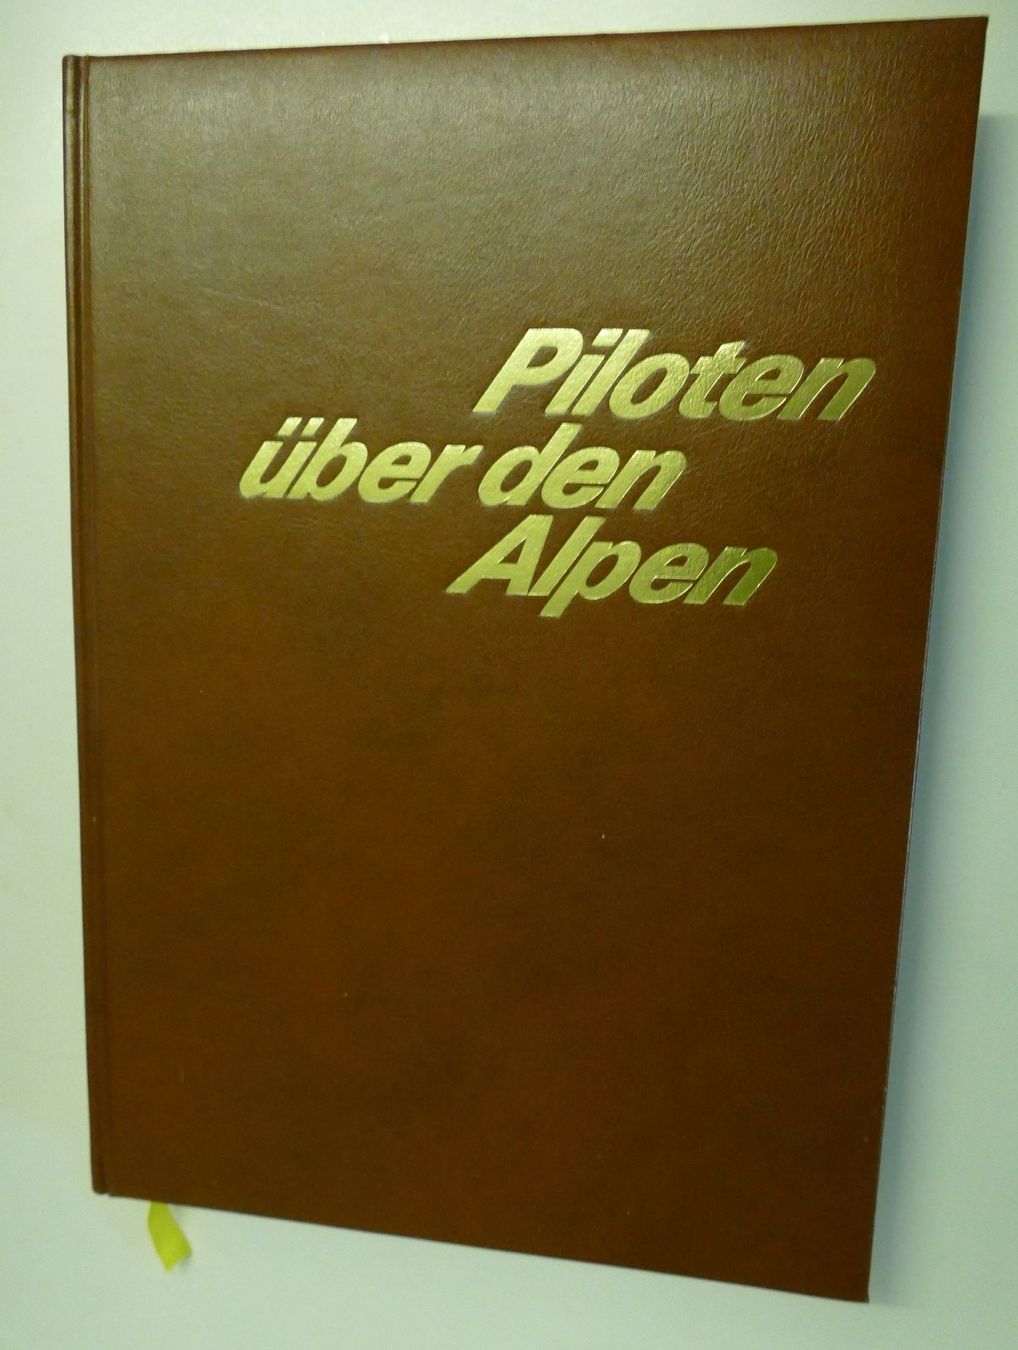 Piloten
über den
Alpen